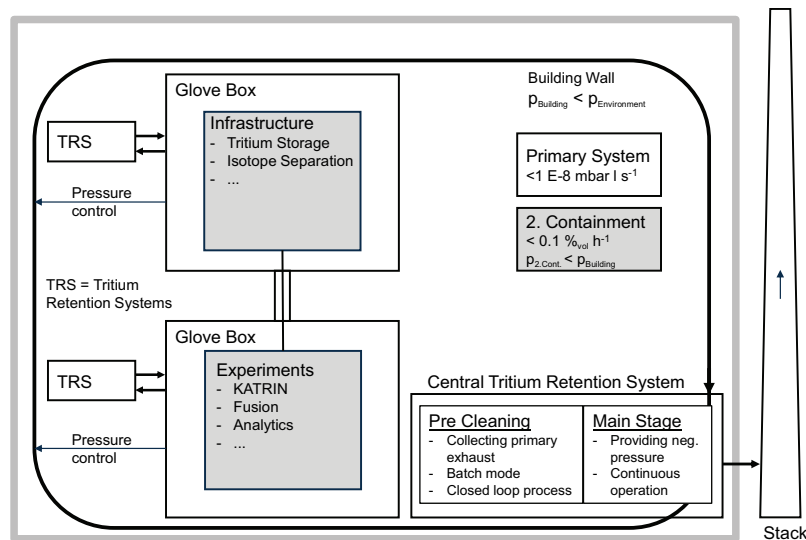 Glove Box
Infrastructure
- Tritium Storage
- Isotope Separation
- ...
TRS
Pressure
control
Building Wall
pBuilding < pEnvironment
Primary System
<1 E-8 mbar l s-1
2. Containment
< 0.1 %vol h-1
p2.Cont. < pBuilding
TRS = Tritium
Retention Systems
Glove Box
Experiments
- KATRIN
- Fusion
- Analytics
- ...
TRS
Pressure
control
Central Tritium Retention System
Pre Cleaning
- Collecting primary
exhaust
- Batch mode
- Closed loop process
Main Stage
- Providing neg.
pressure
- Continuous
operation
Stack